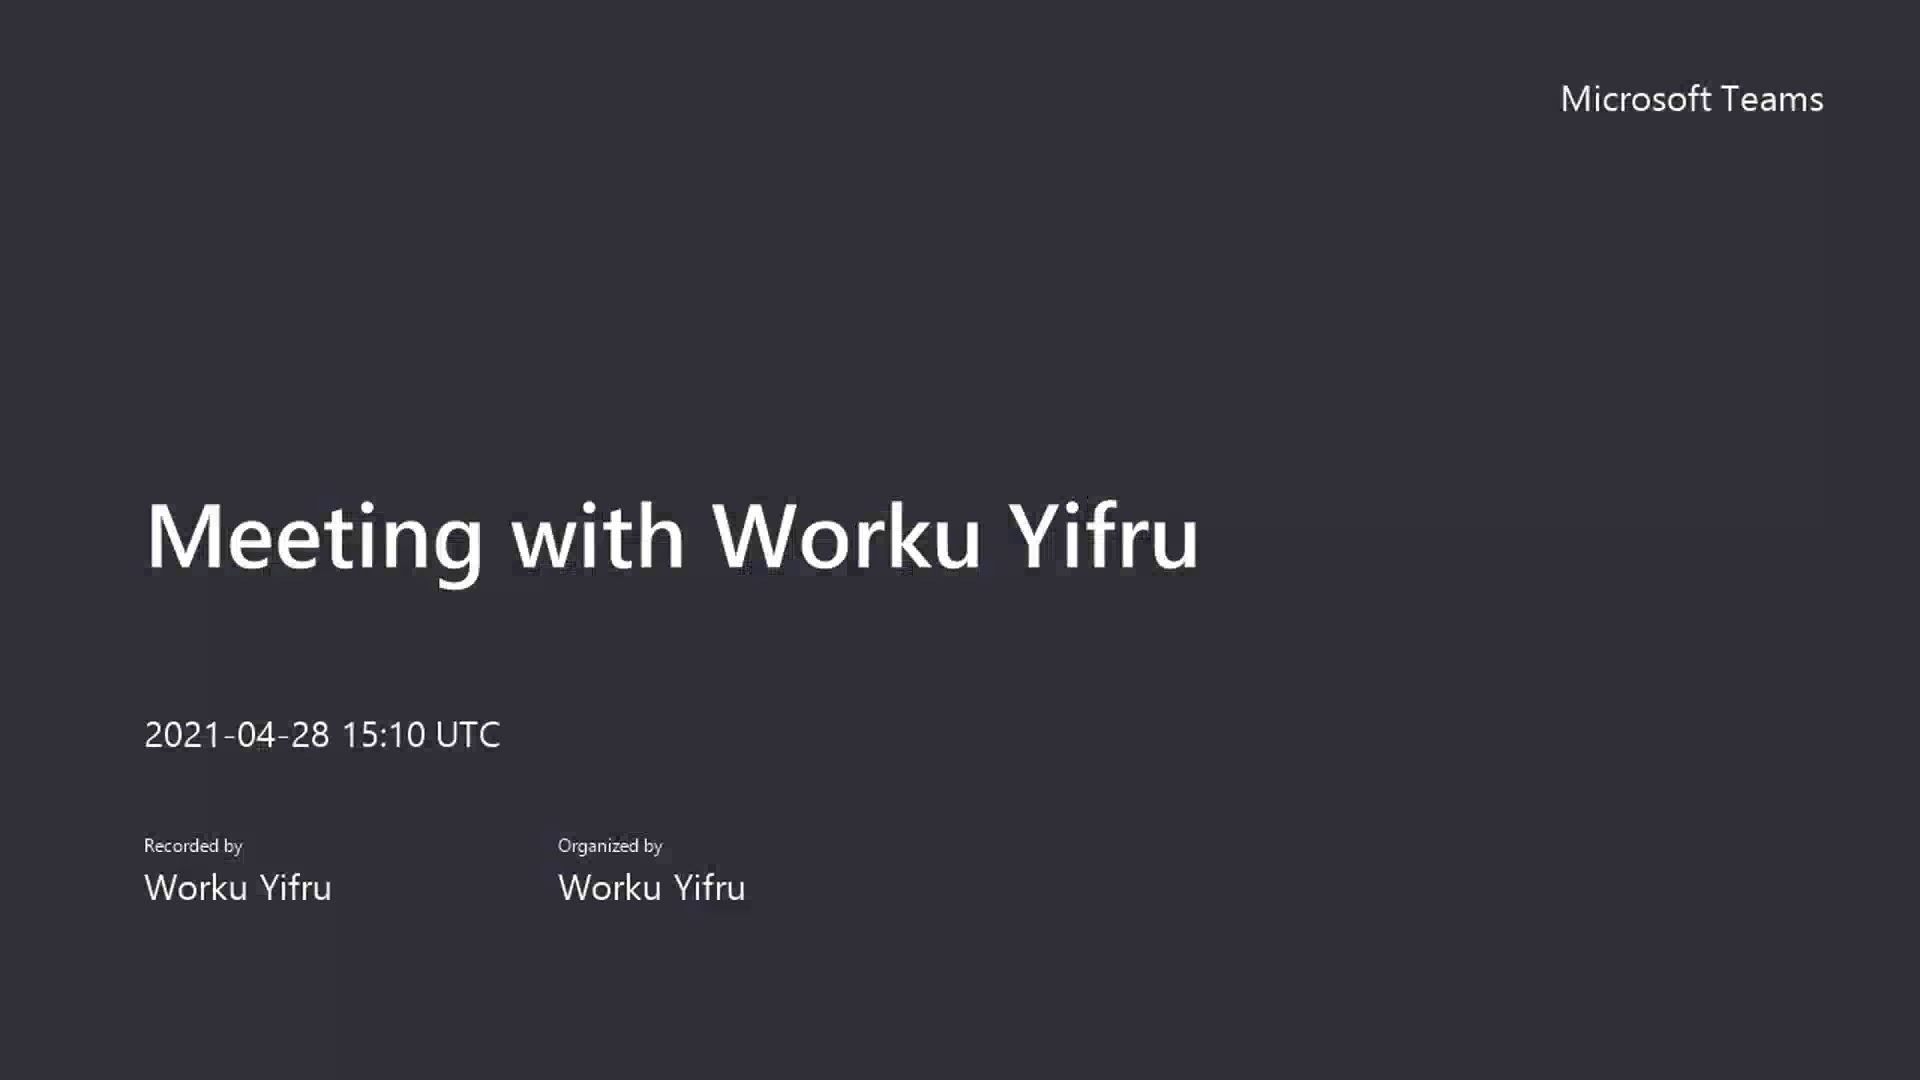 Microsoft Teams
Meeting with Worku Yifru
2021-04-28 15:10 UTC
Recorded by
Worku Yifru
Organized by
Worku Yifru